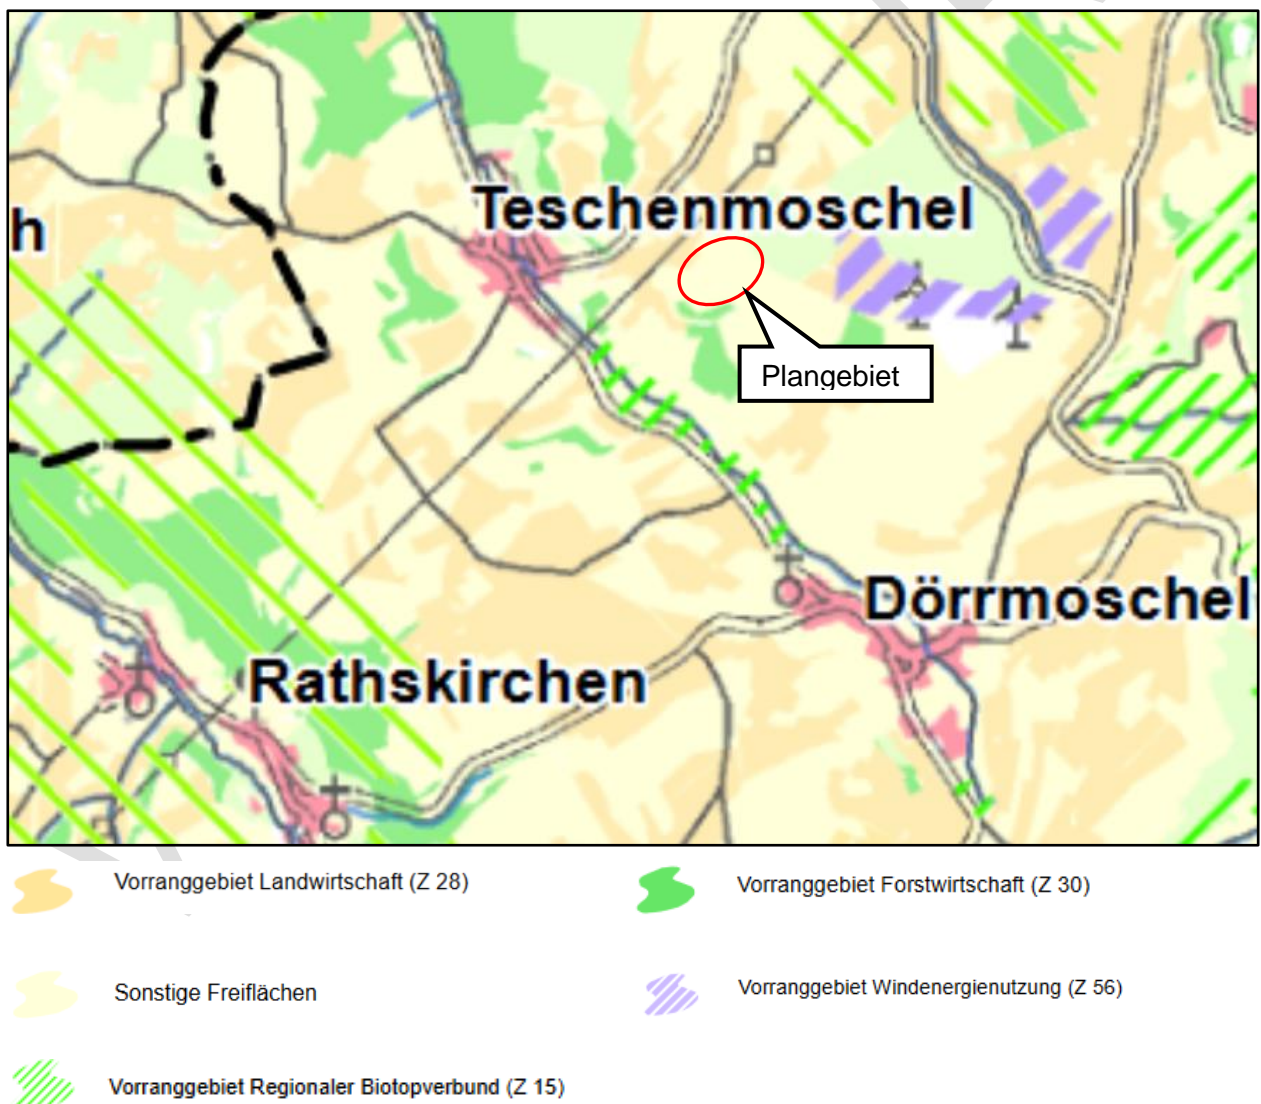 Teschenmoschel
h
Plangebiet
Dörrmoschel
Rathskirchen
Vorranggebiet Landwirtschaft (Z 28)
Vorranggebiet Forstwirtschaft (Z 30)
Sonstige Freiflächen
Vorranggebiet Windenergienutzung (Z 56)
Vorranggebiet Regionaler Biotopverbund (Z 15)